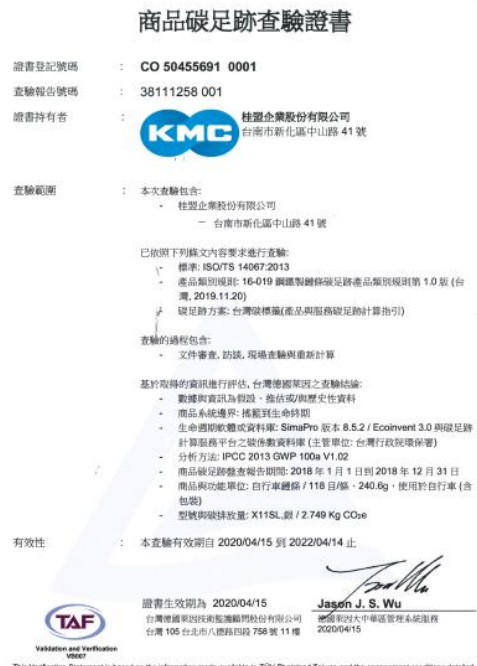 商品碳足跡查驗證書
證書登記號碼 : CO 50455691 0001
查驗報告號碼 : 38111258 001
證書持有者 : KMC 桂盟企業股份有限公司
台南市新化區中山路 41 號
查驗範圍 : 本次查驗包含:
- 桂盟企業股份有限公司
─ 台南市新化區中山路 41 號
已依照下列條文內容要求進行查驗:
- 標準: ISO/TS 14067:2013
- 產品類別規則: 16-019 鋼鐵製鏈條碳足跡產品類別規則第 1.0 版 (台
灣, 2019.11.20)
- 碳足跡方案: 台灣碳標籤(產品與服務碳足跡計算指引)
查驗的過程包含:
- 文件審查, 訪談, 現場查驗與重新計算
基於取得的資訊進行評估, 台灣德國萊因之查驗結論:
- 數據與資訊為假設、推估或/與歷史性資料
- 商品系統邊界: 搖籃到生命終期
- 生命週期軟體或資料庫: SimaPro 版本 8.5.2 / Ecoinvent 3.0 與碳足跡
計算服務平台之碳係數資料庫 (主管單位: 台灣行政院環保署)
- 分析方法: IPCC 2013 GWP 100a V1.02
- 商品碳足跡盤查報告期間: 2018 年 1 月 1 日到 2018 年 12 月 31 日
- 商品與功能單位: 自行車鏈條 / 118 目/條、240.6g，使用於自行車 (含
包裝)
- 型號與碳排放量: X11SL,銀 / 2.749 Kg CO₂e
有效性 : 本查驗有效期自 2020/04/15 到 2022/04/14 止
證書生效期為 2020/04/15
Jason J. S. Wu
台灣德國萊因技術監護顧問股份有限公司
德國萊因大中華區管理系統服務
台灣 105 台北市八德路四段 758 號 11 樓
2020/04/15
TAF
Validation and Verification
VB007
This Verification Statement is based on the information made available to TÜV Rheinland Taiwan and the engagement conditions detailed